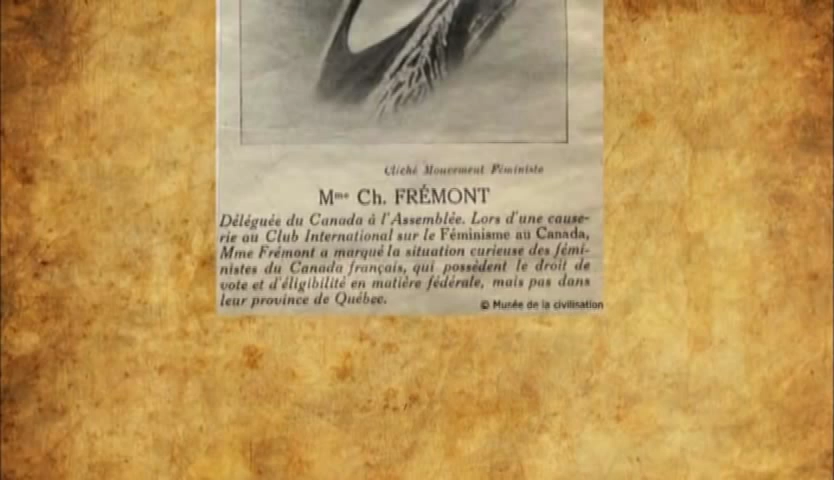 Cliché Mouvement Féministe
Mme Ch. FRÉMONT
Déléguée du Canada à l'Assemblée. Lors d'une cause-
rie au Club International sur le Féminisme au Canada,
Mme Frémont a marqué la situation curieuse des fémi-
nistes du Canada français, qui possèdent le droit de
vote et d'éligibilité en matière fédérale, mais pas dans
leur province de Québec.
© Musée de la civilisation